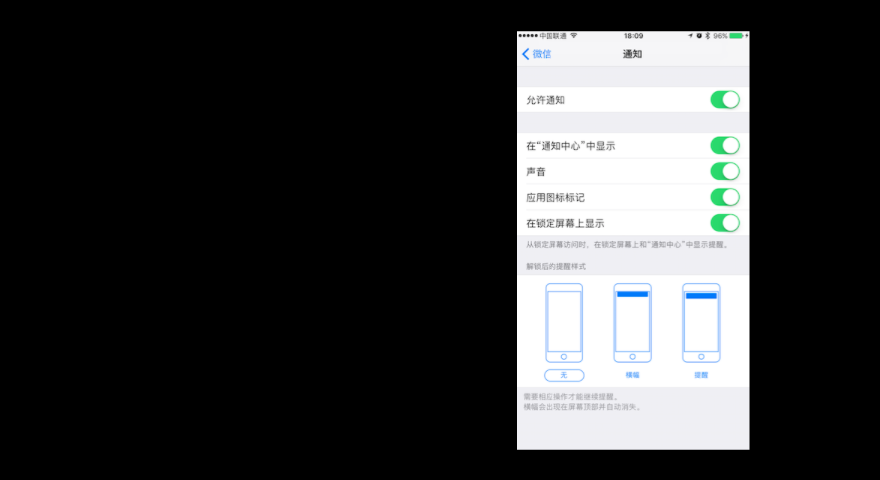 中国联通 18:09 96%
微信 通知
允许通知
在“通知中心”中显示
声音
应用图标标记
在锁定屏幕上显示
从锁定屏幕访问时，在锁定屏幕上和“通知中心”中显示提醒。
解锁后的提醒样式
无 横幅 提醒
需要相应操作才能继续提醒。
横幅会出现在屏幕顶部并自动消失。